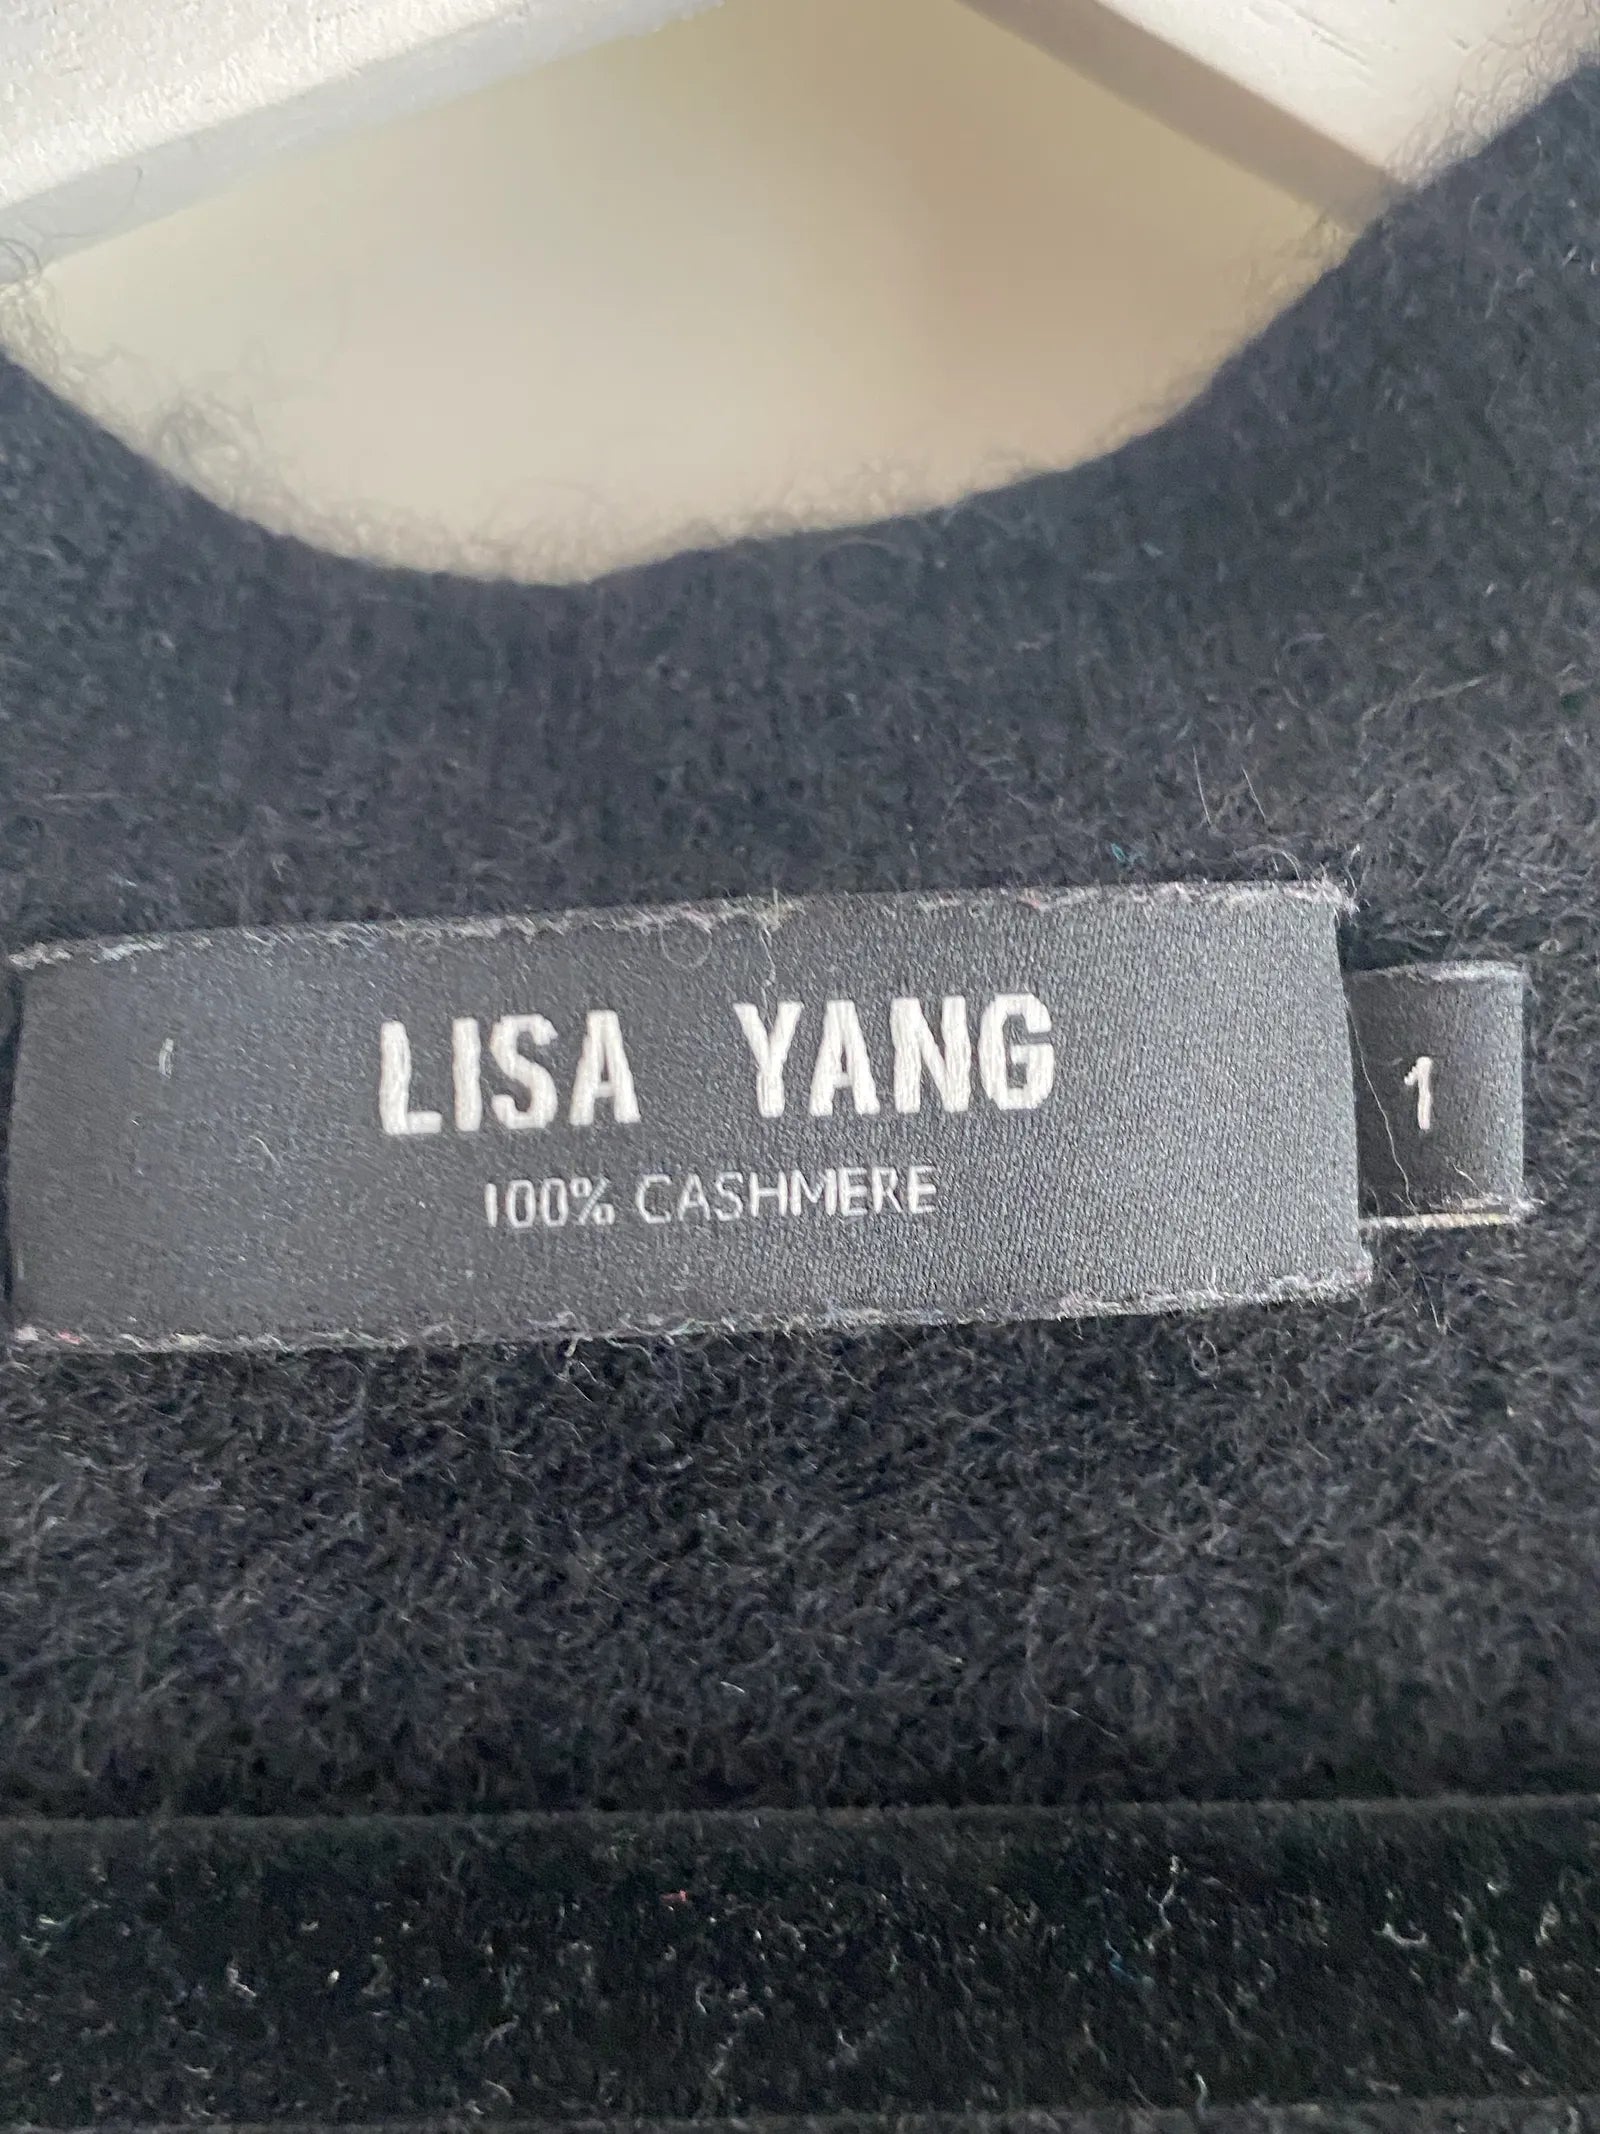 LISA YANG
100% CASHMERE
1